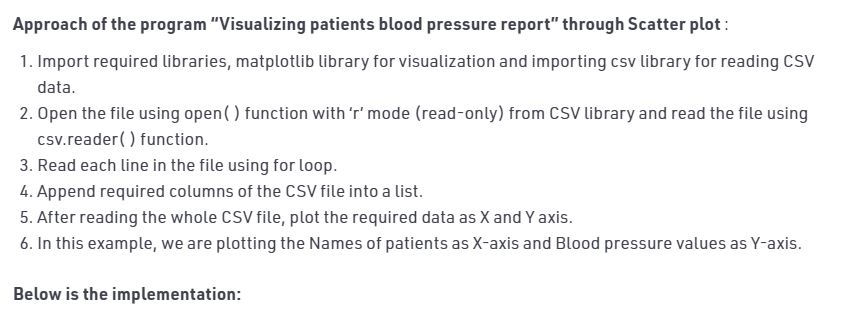 Approach of the program “Visualizing patients blood pressure report” through Scatter plot :
1. Import required libraries, matplotlib library for visualization and importing csv library for reading CSV
data.
2. Open the file using open( ) function with ‘r’ mode (read-only) from CSV library and read the file using
csv.reader( ) function.
3. Read each line in the file using for loop.
4. Append required columns of the CSV file into a list.
5. After reading the whole CSV file, plot the required data as X and Y axis.
6. In this example, we are plotting the Names of patients as X-axis and Blood pressure values as Y-axis.
Below is the implementation: